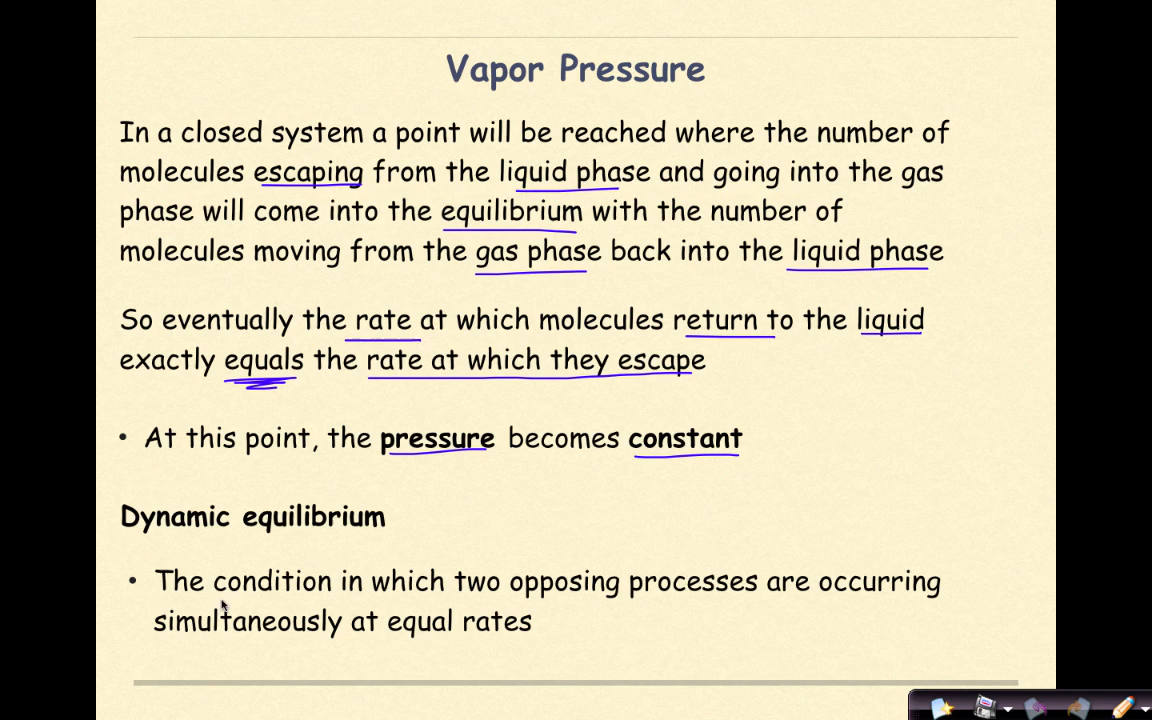 Vapor Pressure
In a closed system a point will be reached where the number of
molecules escaping from the liquid phase and going into the gas
phase will come into the equilibrium with the number of
molecules moving from the gas phase back into the liquid phase
So eventually the rate at which molecules return to the liquid
exactly equals the rate at which they escape
• At this point, the pressure becomes constant
Dynamic equilibrium
• The condition in which two opposing processes are occurring
simultaneously at equal rates